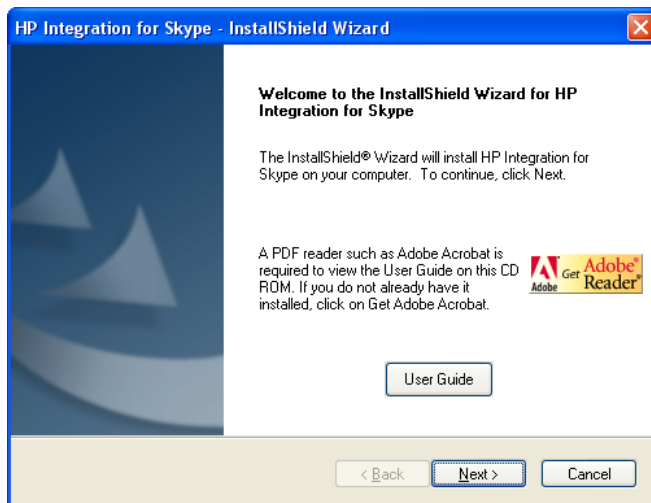 HP Integration for Skype - InstallShield Wizard
Welcome to the InstallShield Wizard for HP
Integration for Skype
The InstallShield® Wizard will install HP Integration for
Skype on your computer. To continue, click Next.
A PDF reader such as Adobe Acrobat is
required to view the User Guide on this CD
ROM. If you do not already have it
installed, click on Get Adobe Acrobat.
Adobe
Get Adobe®
Reader®
User Guide
< Back
Next >
Cancel